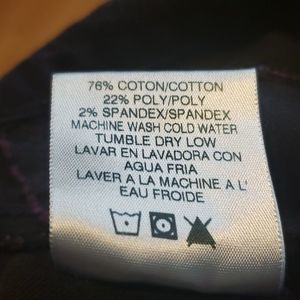 76% COTON/COTTON
22% POLY/POLY
2% SPANDEX/SPANDEX
MACHINE WASH COLD WATER
TUMBLE DRY LOW
LAVAR EN LAVADORA CON
AGUA FRIA
LAVER A LA MACHINE A L'
EAU FROIDE